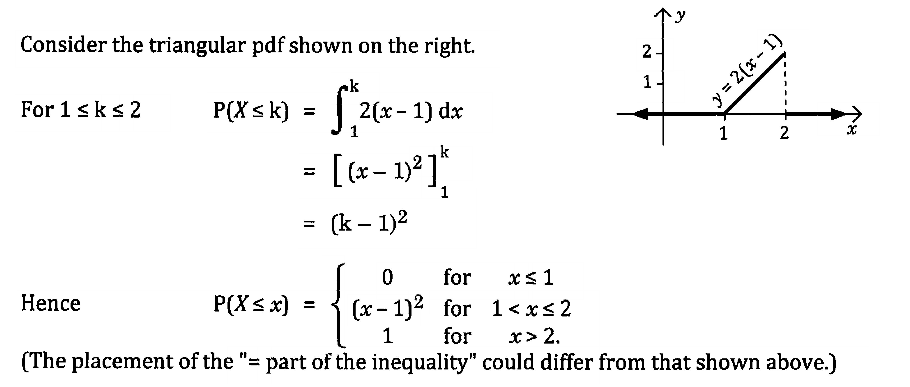 Consider the triangular pdf shown on the right.
For 1 ≤ k ≤ 2 P(X ≤ k) = ∫₁ᵏ 2(x – 1) dx
= [ (x – 1)² ]₁ᵏ
= (k – 1)²
Hence P(X ≤ x) = { 0 for x ≤ 1
(x – 1)² for 1 < x ≤ 2
1 for x > 2.
(The placement of the "= part of the inequality" could differ from that shown above.)
y
2
1
y = 2(x – 1)
1 2 x